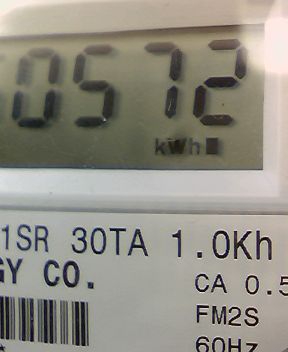 0572
kWh
1SR 30TA 1.0Kh
GY CO.
CA 0.5
FM2S
60Hz